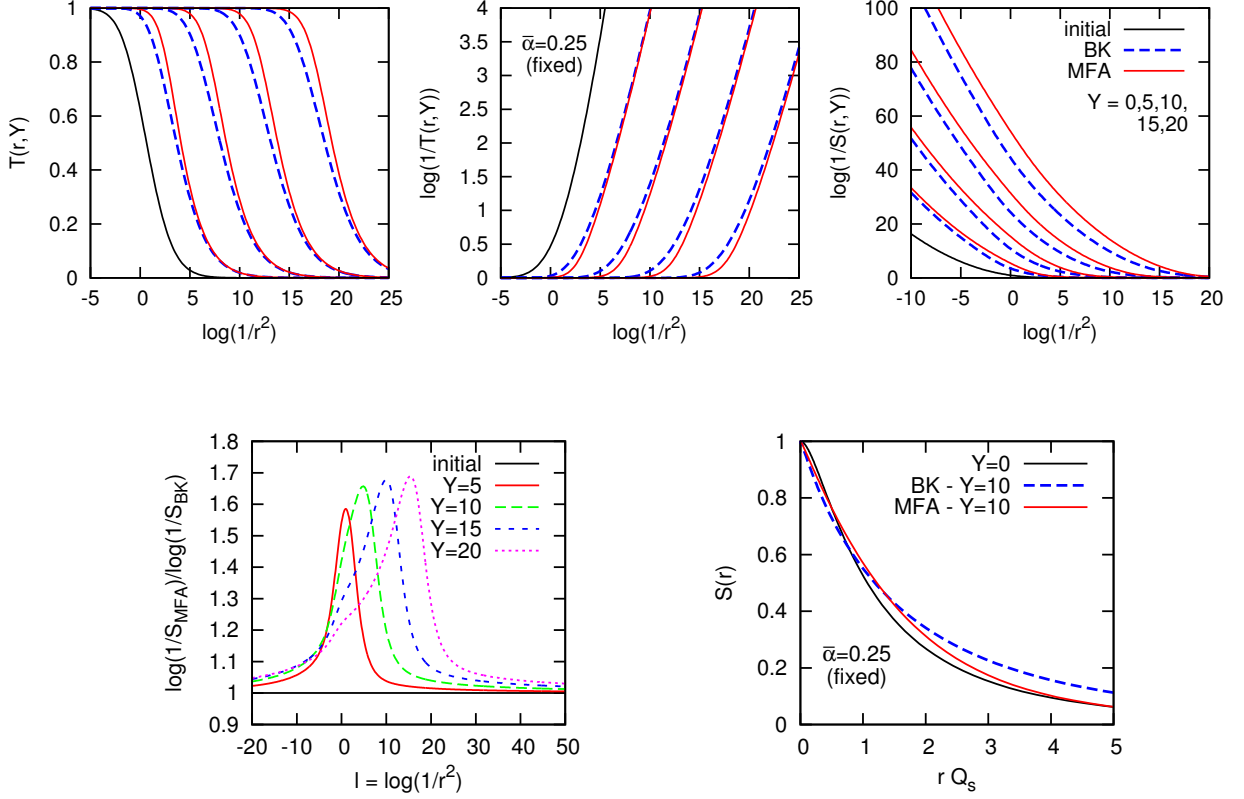 1
0.8
0.6
0.4
0.2
0
-5 0 5 10 15 20 25
T(r,Y)
log(1/r²)
4
3.5
3
2.5
2
1.5
1
0.5
0
-5 0 5 10 15 20 25
log(1/T(r,Y))
log(1/r²)
ᾱ=0.25
(fixed)
100
80
60
40
20
0
-10 -5 0 5 10 15 20
log(1/S(r,Y))
log(1/r²)
initial
BK
MFA
Y = 0,5,10,
15,20
1.8
1.7
1.6
1.5
1.4
1.3
1.2
1.1
1
0.9
-20 -10 0 10 20 30 40 50
log(1/S_MFA)/log(1/S_BK)
l = log(1/r²)
initial
Y=5
Y=10
Y=15
Y=20
1
0.8
0.6
0.4
0.2
0
0 1 2 3 4 5
S(r)
r Q_s
Y=0
BK - Y=10
MFA - Y=10
ᾱ=0.25
(fixed)